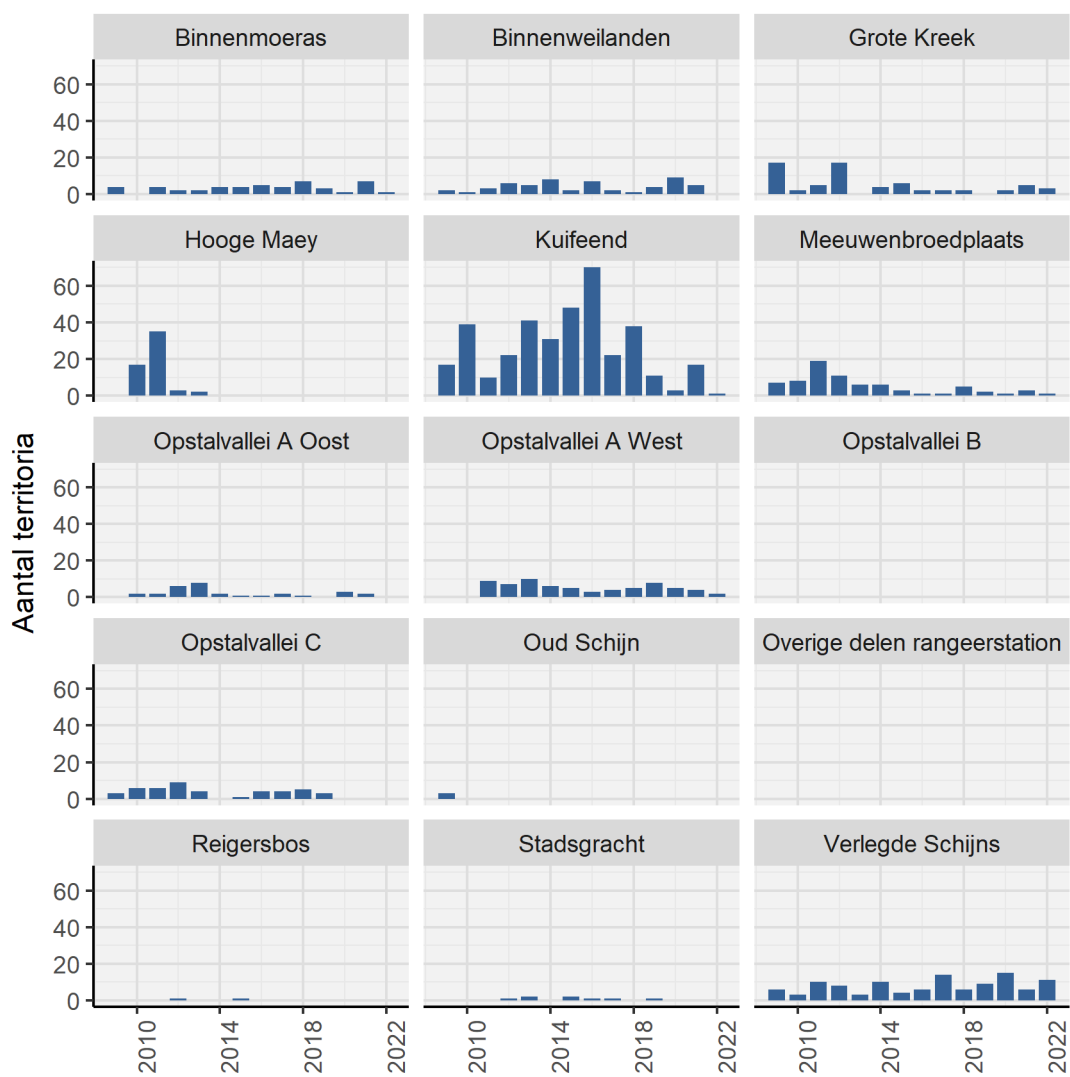 Binnenmoeras Binnenweilanden Grote Kreek
60
40
20
0
Hooge Maey Kuifeend Meeuwenbroedplaats
60
40
20
0
Opstalvallei A Oost Opstalvallei A West Opstalvallei B
60
40
20
0
Opstalvallei C Oud Schijn Overige delen rangeerstation
60
40
20
0
Reigersbos Stadsgracht Verlegde Schijns
60
40
20
0
2010 2014 2018 2022 2010 2014 2018 2022 2010 2014 2018 2022
Aantal territoria